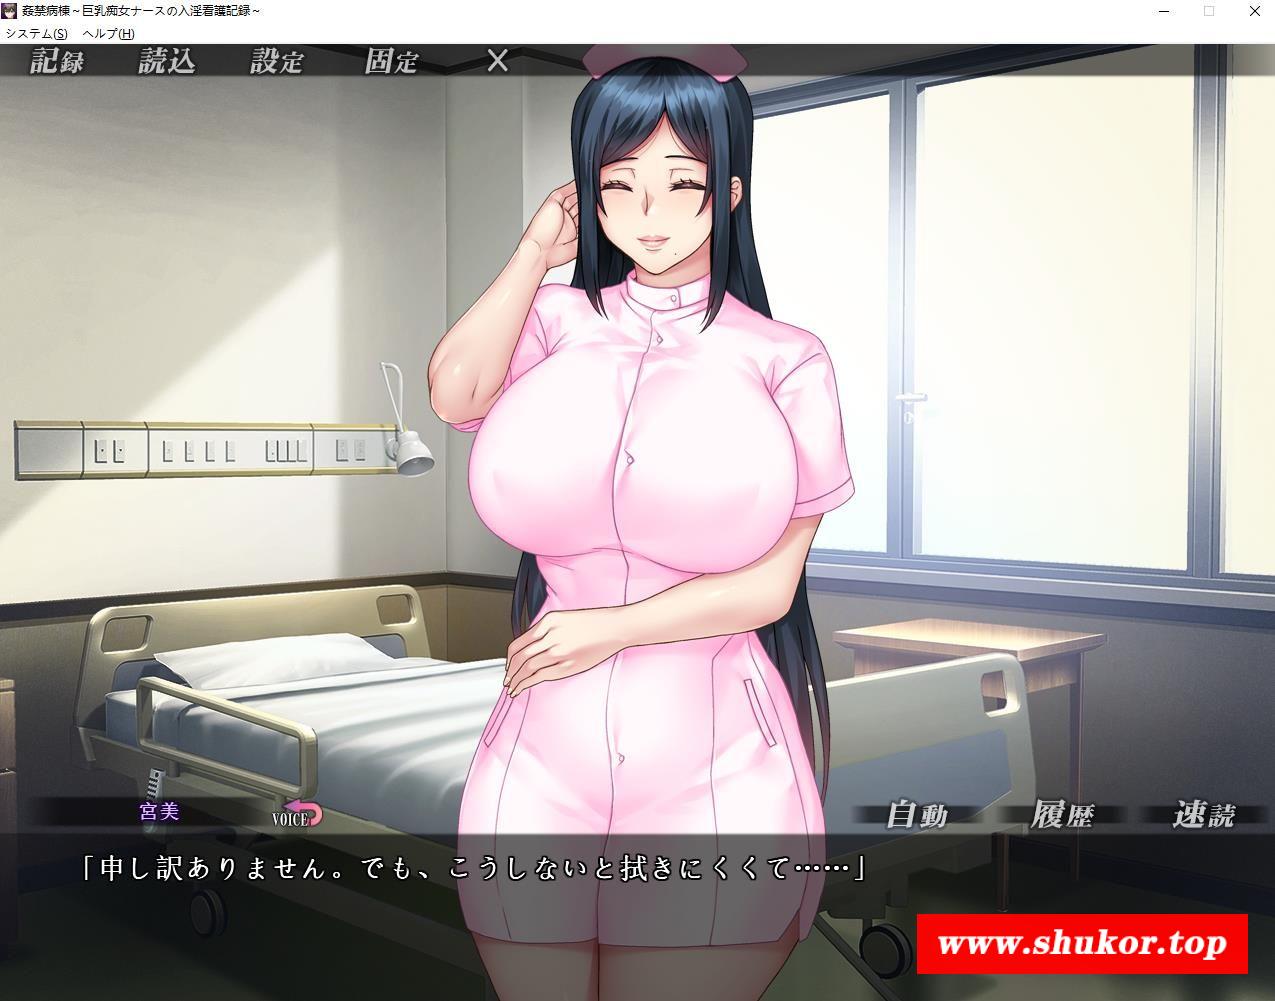 姦禁病棟～巨乳痴女ナースの入淫看護記録～
システム(S) ヘルプ(H)
記録 読込 設定 固定 X
宮美
VOICE
自動 履歴 速読
「申し訳ありません。でも、こうしないと拭きにくくて……」
www.shukor.top